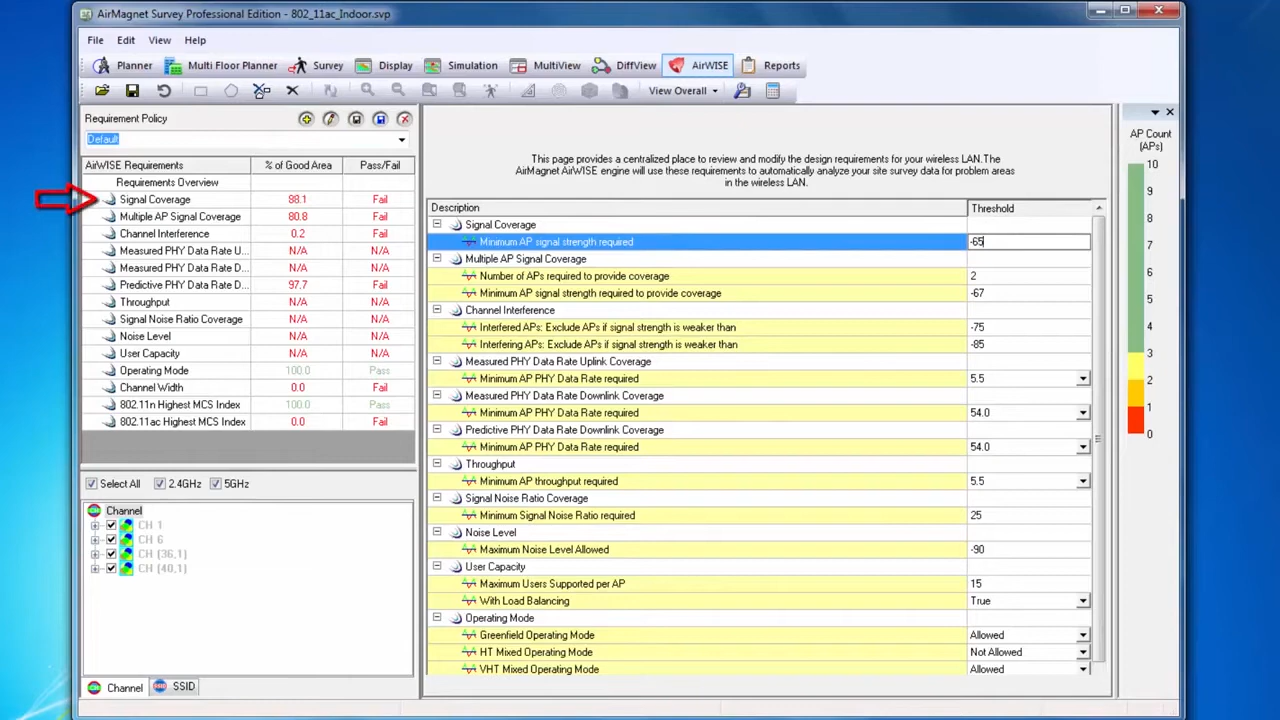 AirMagnet Survey Professional Edition - 802_11ac_Indoor.svp
File Edit View Help
Planner Multi Floor Planner Survey Display Simulation MultiView DiffView AirWISE Reports
View Overall
Requirement Policy
Default
AirWISE Requirements % of Good Area Pass/Fail
Requirements Overview
Signal Coverage 88.1 Fail
Multiple AP Signal Coverage 80.8 Fail
Channel Interference 0.2 Fail
Measured PHY Data Rate U... N/A N/A
Measured PHY Data Rate D... N/A N/A
Predictive PHY Data Rate D... 97.7 Fail
Throughput N/A N/A
Signal Noise Ratio Coverage N/A N/A
Noise Level N/A N/A
User Capacity N/A N/A
Operating Mode 100.0 Pass
Channel Width 0.0 Fail
802.11n Highest MCS Index 100.0 Pass
802.11ac Highest MCS Index 0.0 Fail
Select All 2.4GHz 5GHz
Channel
CH 1
CH 6
CH (36,1)
CH (40,1)
Channel SSID
This page provides a centralized place to review and modify the design requirements for your wireless LAN.The
AirMagnet AirWISE engine will use these requirements to automatically analyze your site survey data for problem areas
in the wireless LAN.
Description Threshold
Signal Coverage
Minimum AP signal strength required -65
Multiple AP Signal Coverage
Number of APs required to provide coverage 2
Minimum AP signal strength required to provide coverage -67
Channel Interference
Interfered APs: Exclude APs if signal strength is weaker than -75
Interfering APs: Exclude APs if signal strength is weaker than -85
Measured PHY Data Rate Uplink Coverage
Minimum AP PHY Data Rate required 5.5
Measured PHY Data Rate Downlink Coverage
Minimum AP PHY Data Rate required 54.0
Predictive PHY Data Rate Downlink Coverage
Minimum AP PHY Data Rate required 54.0
Throughput
Minimum AP throughput required 5.5
Signal Noise Ratio Coverage
Minimum Signal Noise Ratio required 25
Noise Level
Maximum Noise Level Allowed -90
User Capacity
Maximum Users Supported per AP 15
With Load Balancing True
Operating Mode
Greenfield Operating Mode Allowed
HT Mixed Operating Mode Not Allowed
VHT Mixed Operating Mode Allowed
AP Count
(APs)
10
9
8
7
6
5
4
3
2
1
0